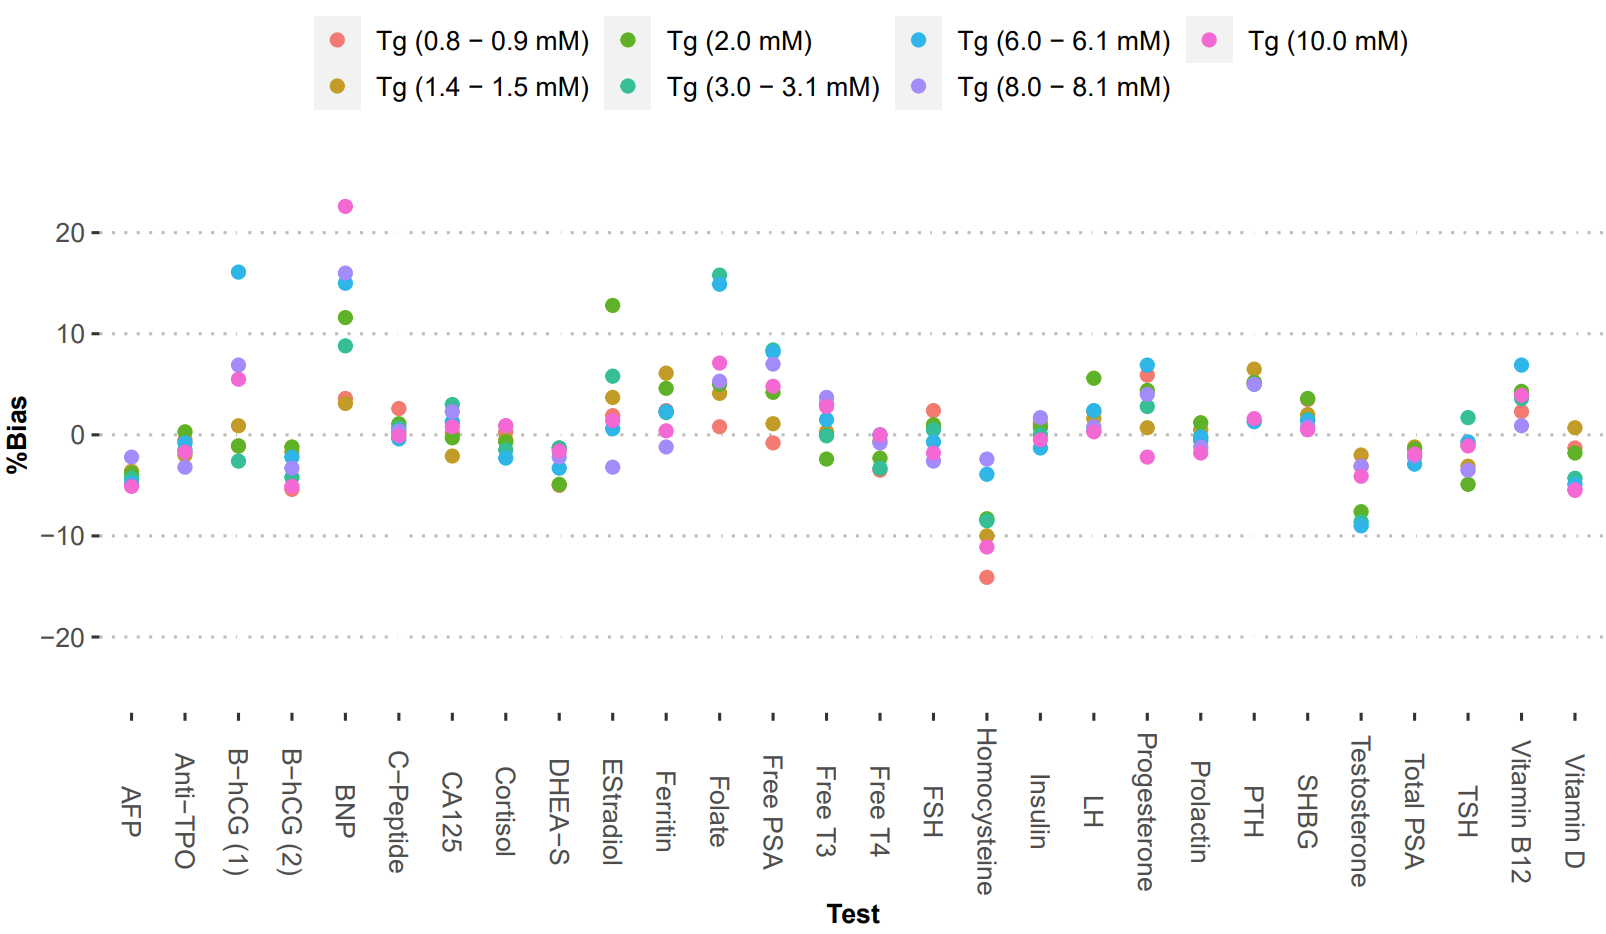 Tg (0.8 − 0.9 mM) Tg (2.0 mM) Tg (6.0 − 6.1 mM) Tg (10.0 mM)
Tg (1.4 − 1.5 mM) Tg (3.0 − 3.1 mM) Tg (8.0 − 8.1 mM)
%Bias
20
10
0
−10
−20
AFP
Anti−TPO
B−hCG (1)
B−hCG (2)
BNP
C−Peptide
CA125
Cortisol
DHEA−S
EStradiol
Ferritin
Folate
Free PSA
Free T3
Free T4
FSH
Homocysteine
Insulin
LH
Progesterone
Prolactin
PTH
SHBG
Testosterone
Total PSA
TSH
Vitamin B12
Vitamin D
Test